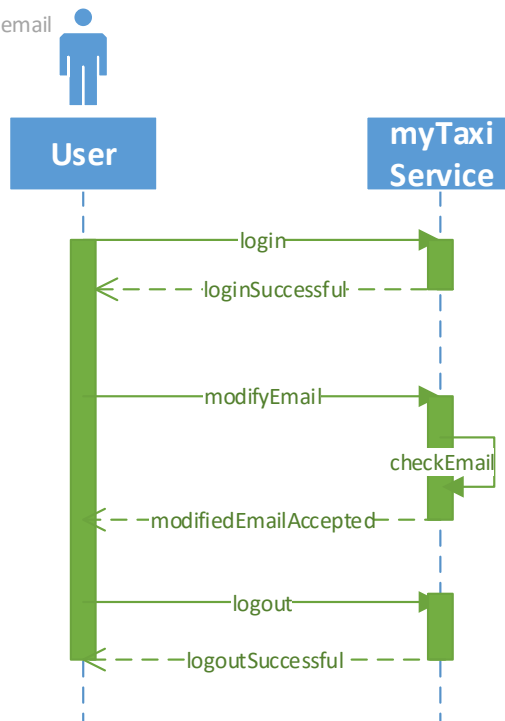 email
User
myTaxi
Service
login
loginSuccessful
modifyEmail
checkEmail
modifiedEmailAccepted
logout
logoutSuccessful